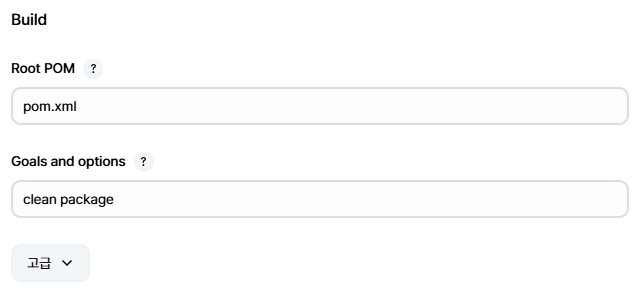 Build
Root POM ?
pom.xml
Goals and options ?
clean package
고급